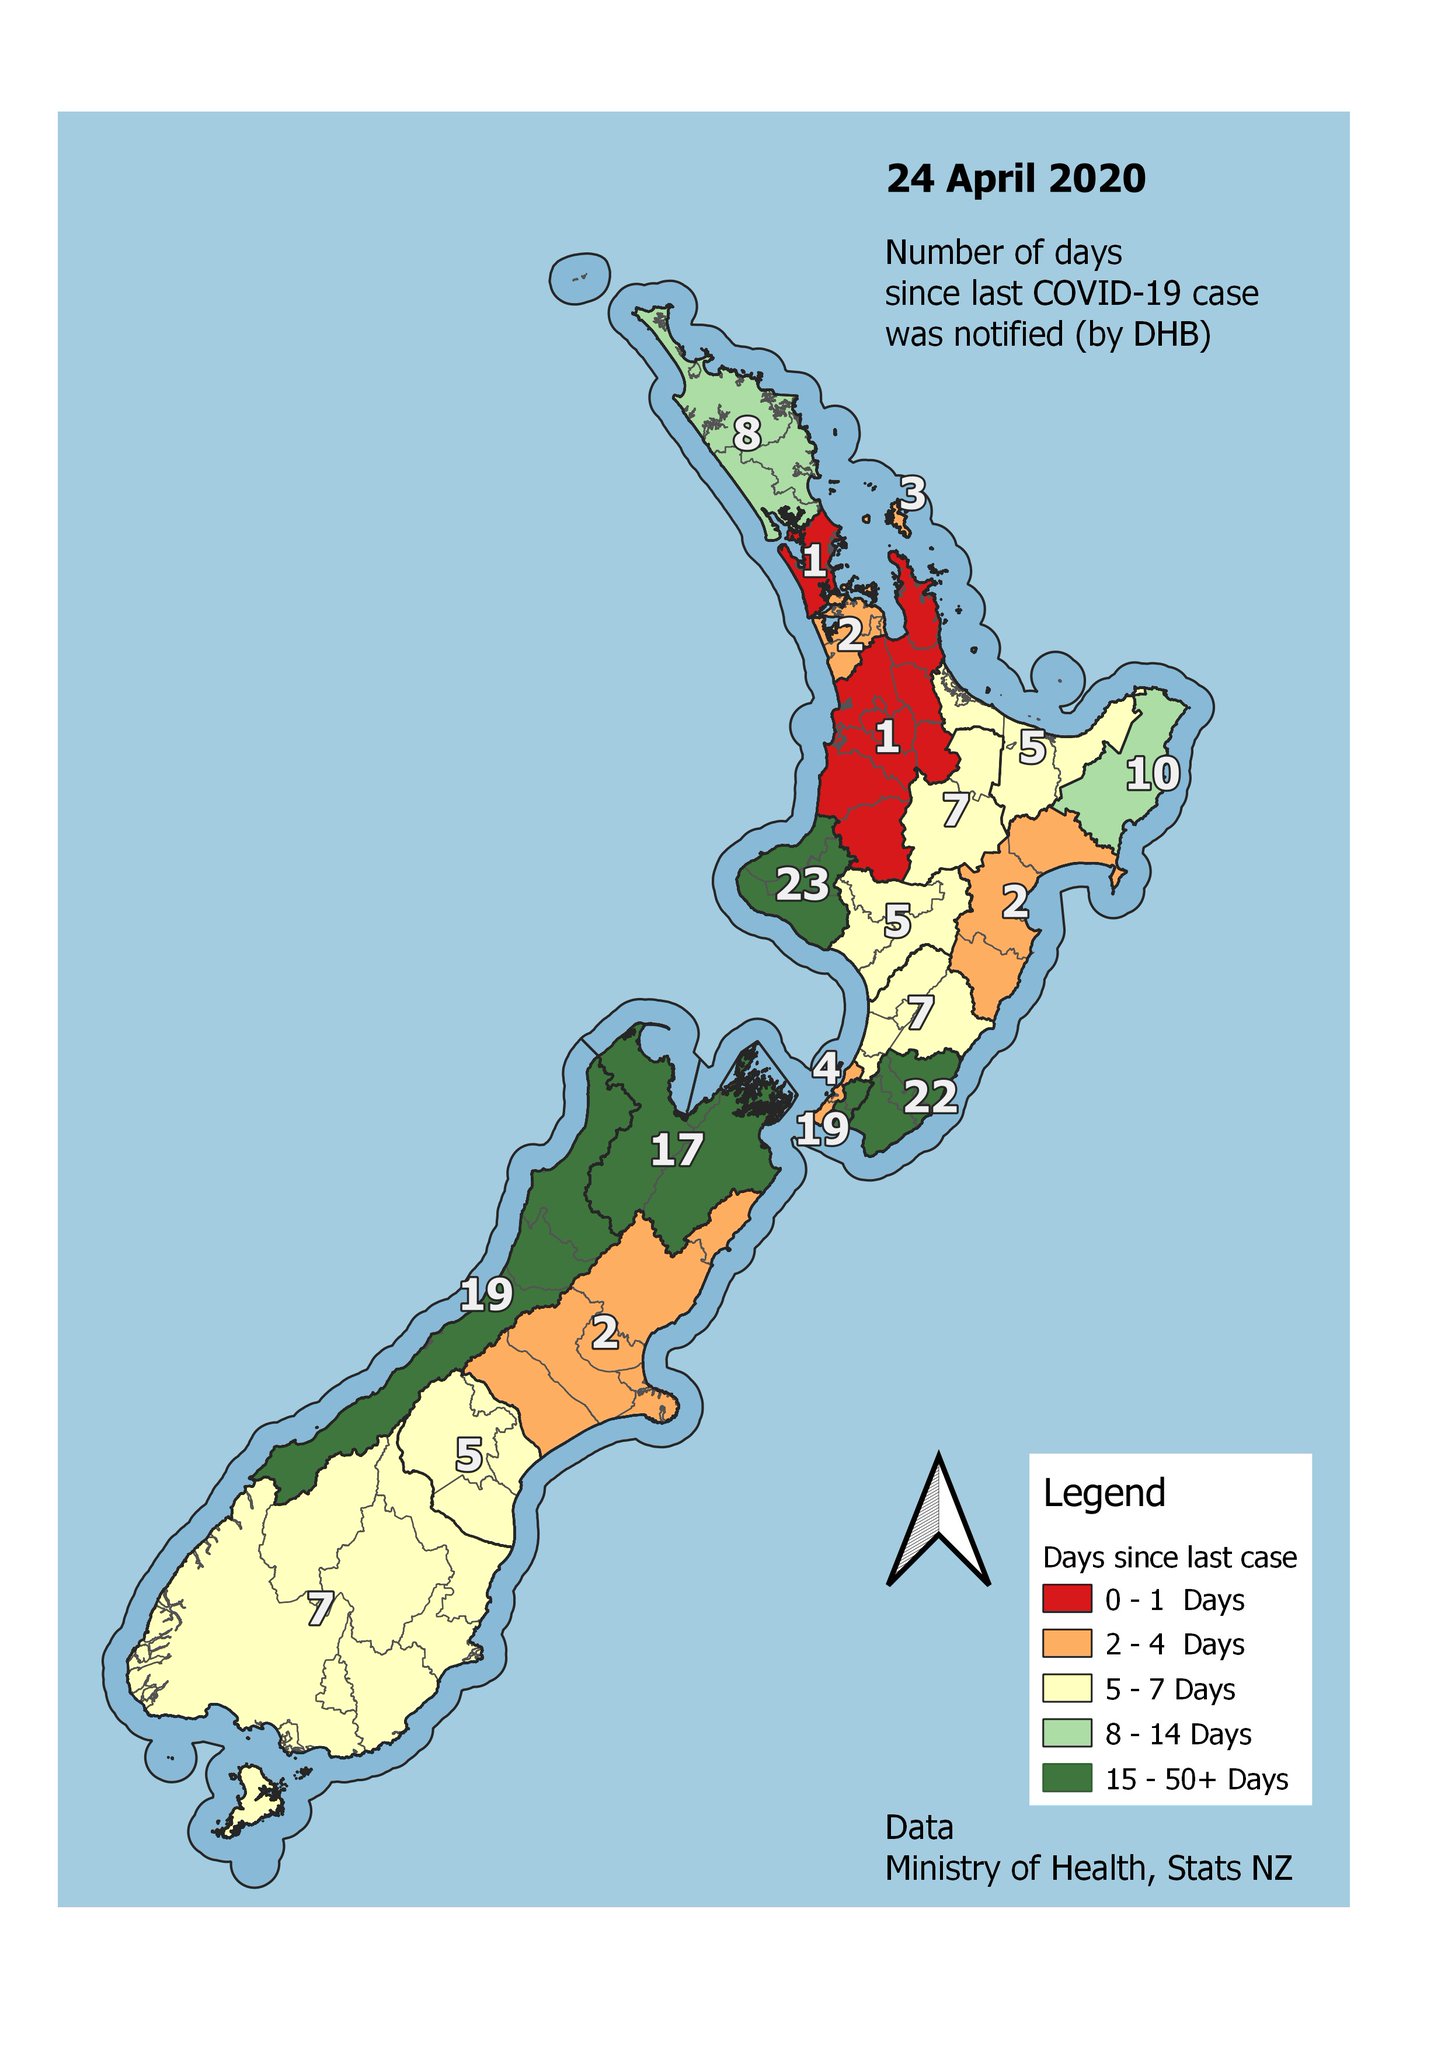 24 April 2020
Number of days
since last COVID-19 case
was notified (by DHB)
8
3
1
2
1
5
10
7
23
5
2
7
4
22
19
17
19
2
5
7
Legend
Days since last case
0 - 1 Days
2 - 4 Days
5 - 7 Days
8 - 14 Days
15 - 50+ Days
Data
Ministry of Health, Stats NZ